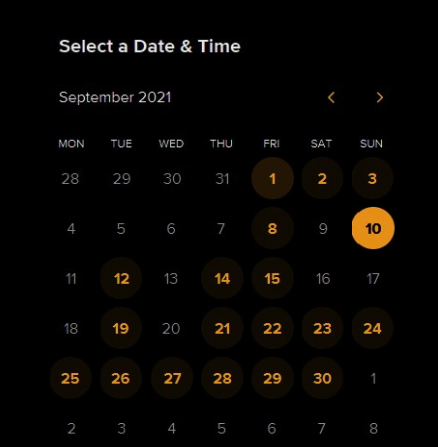 Select a Date & Time
September 2021 < >
MON TUE WED THU FRI SAT SUN
28 29 30 31 1 2 3
4 5 6 7 8 9 10
11 12 13 14 15 16 17
18 19 20 21 22 23 24
25 26 27 28 29 30 1
2 3 4 5 6 7 8